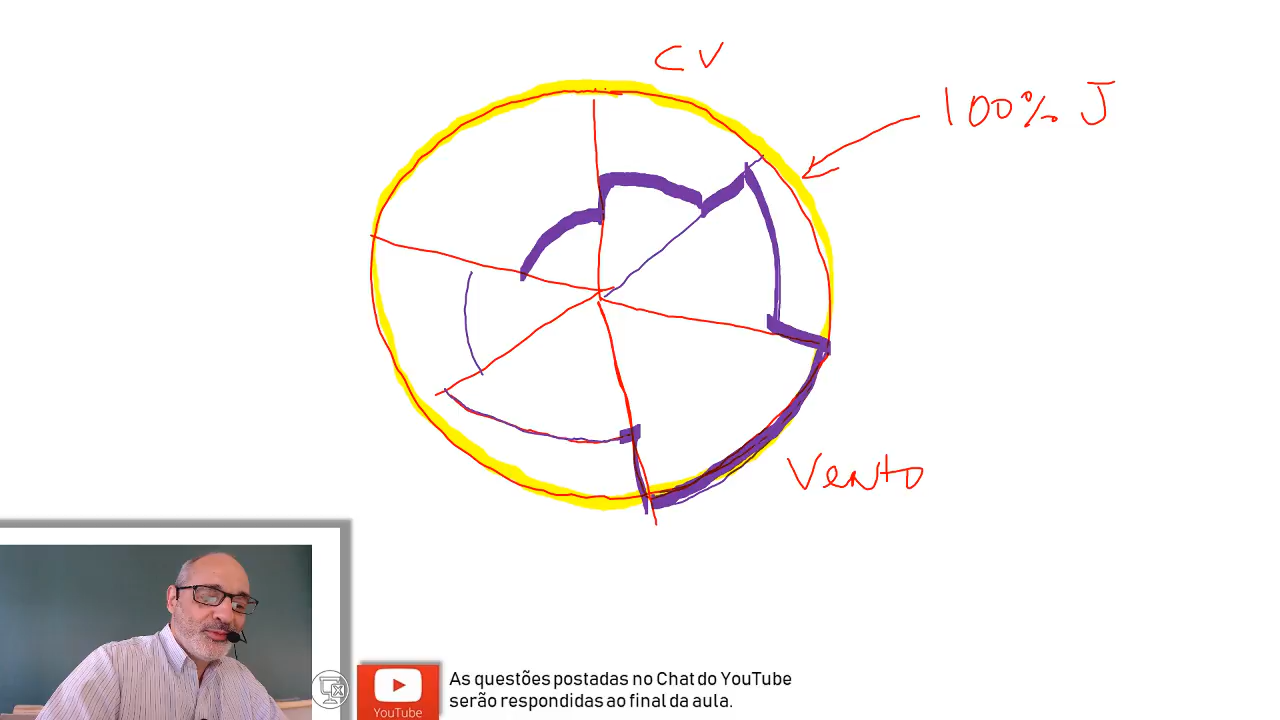 CV
100% J
Vento
As questões postadas no Chat do YouTube
serão respondidas ao final da aula.
YouTube